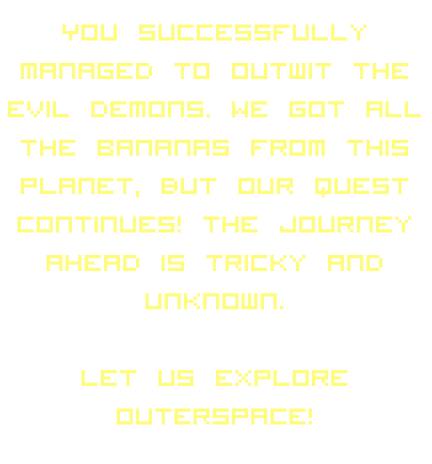 YOU SUCCESSFULLY
MANAGED TO OUTWIT THE
EVIL DEMONS. WE GOT ALL
THE BANANAS FROM THIS
PLANET, BUT OUR QUEST
CONTINUES! THE JOURNEY
AHEAD IS TRICKY AND
UNKNOWN.
LET US EXPLORE
OUTERSPACE!